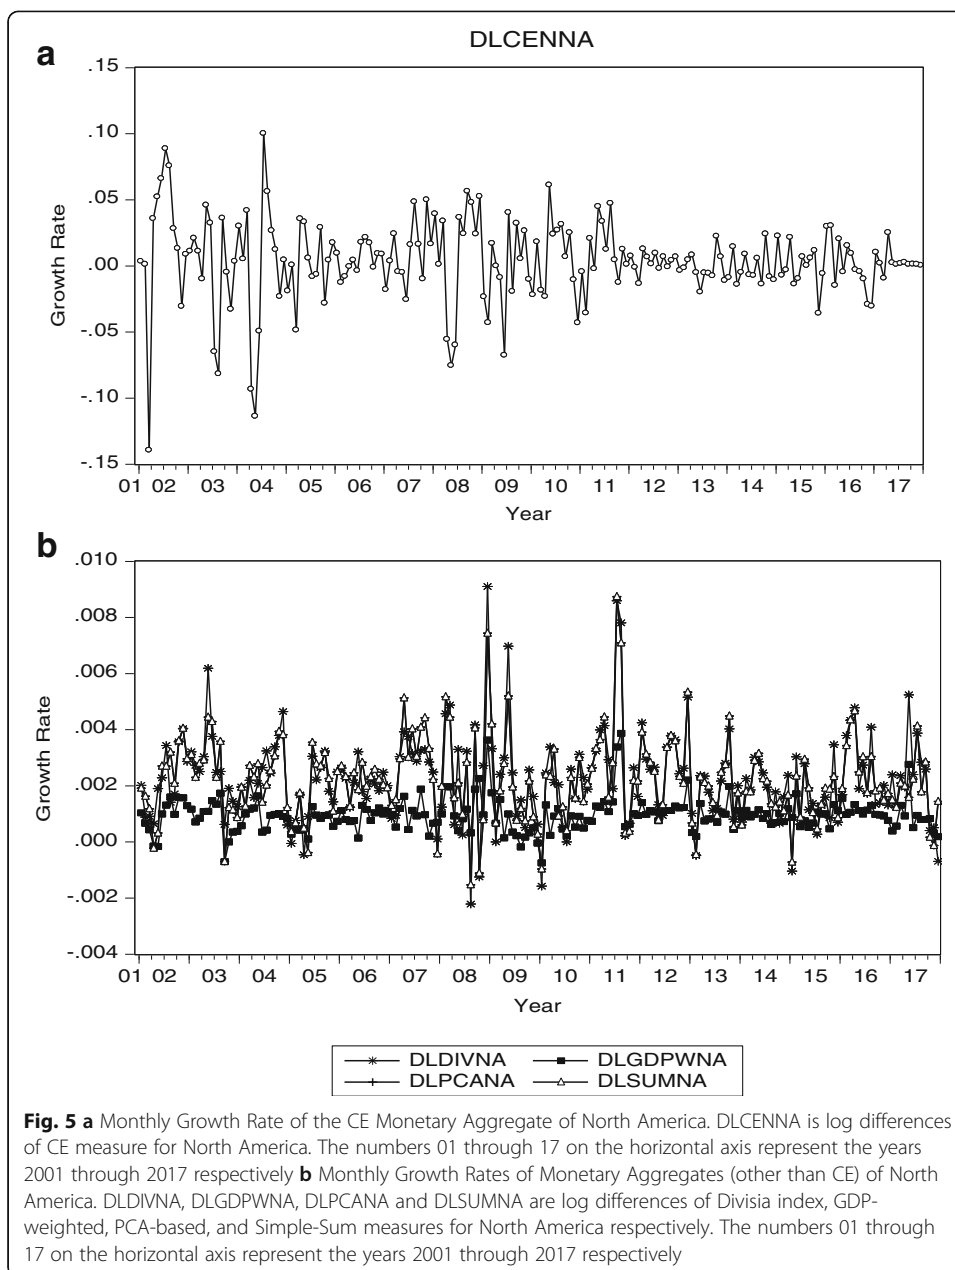 a
DLCENNA
.15
.10
.05
.00
-.05
-.10
-.15
Growth Rate
01 02 03 04 05 06 07 08 09 10 11 12 13 14 15 16 17
Year
b
.010
.008
.006
.004
.002
.000
-.002
-.004
Growth Rate
01 02 03 04 05 06 07 08 09 10 11 12 13 14 15 16 17
Year
DLDIVNA DLGDPWNA
DLPCANA DLSUMNA
Fig. 5 a Monthly Growth Rate of the CE Monetary Aggregate of North America. DLCENNA is log differences
of CE measure for North America. The numbers 01 through 17 on the horizontal axis represent the years
2001 through 2017 respectively b Monthly Growth Rates of Monetary Aggregates (other than CE) of North
America. DLDIVNA, DLGDPWNA, DLPCANA and DLSUMNA are log differences of Divisia index, GDP-
weighted, PCA-based, and Simple-Sum measures for North America respectively. The numbers 01 through
17 on the horizontal axis represent the years 2001 through 2017 respectively